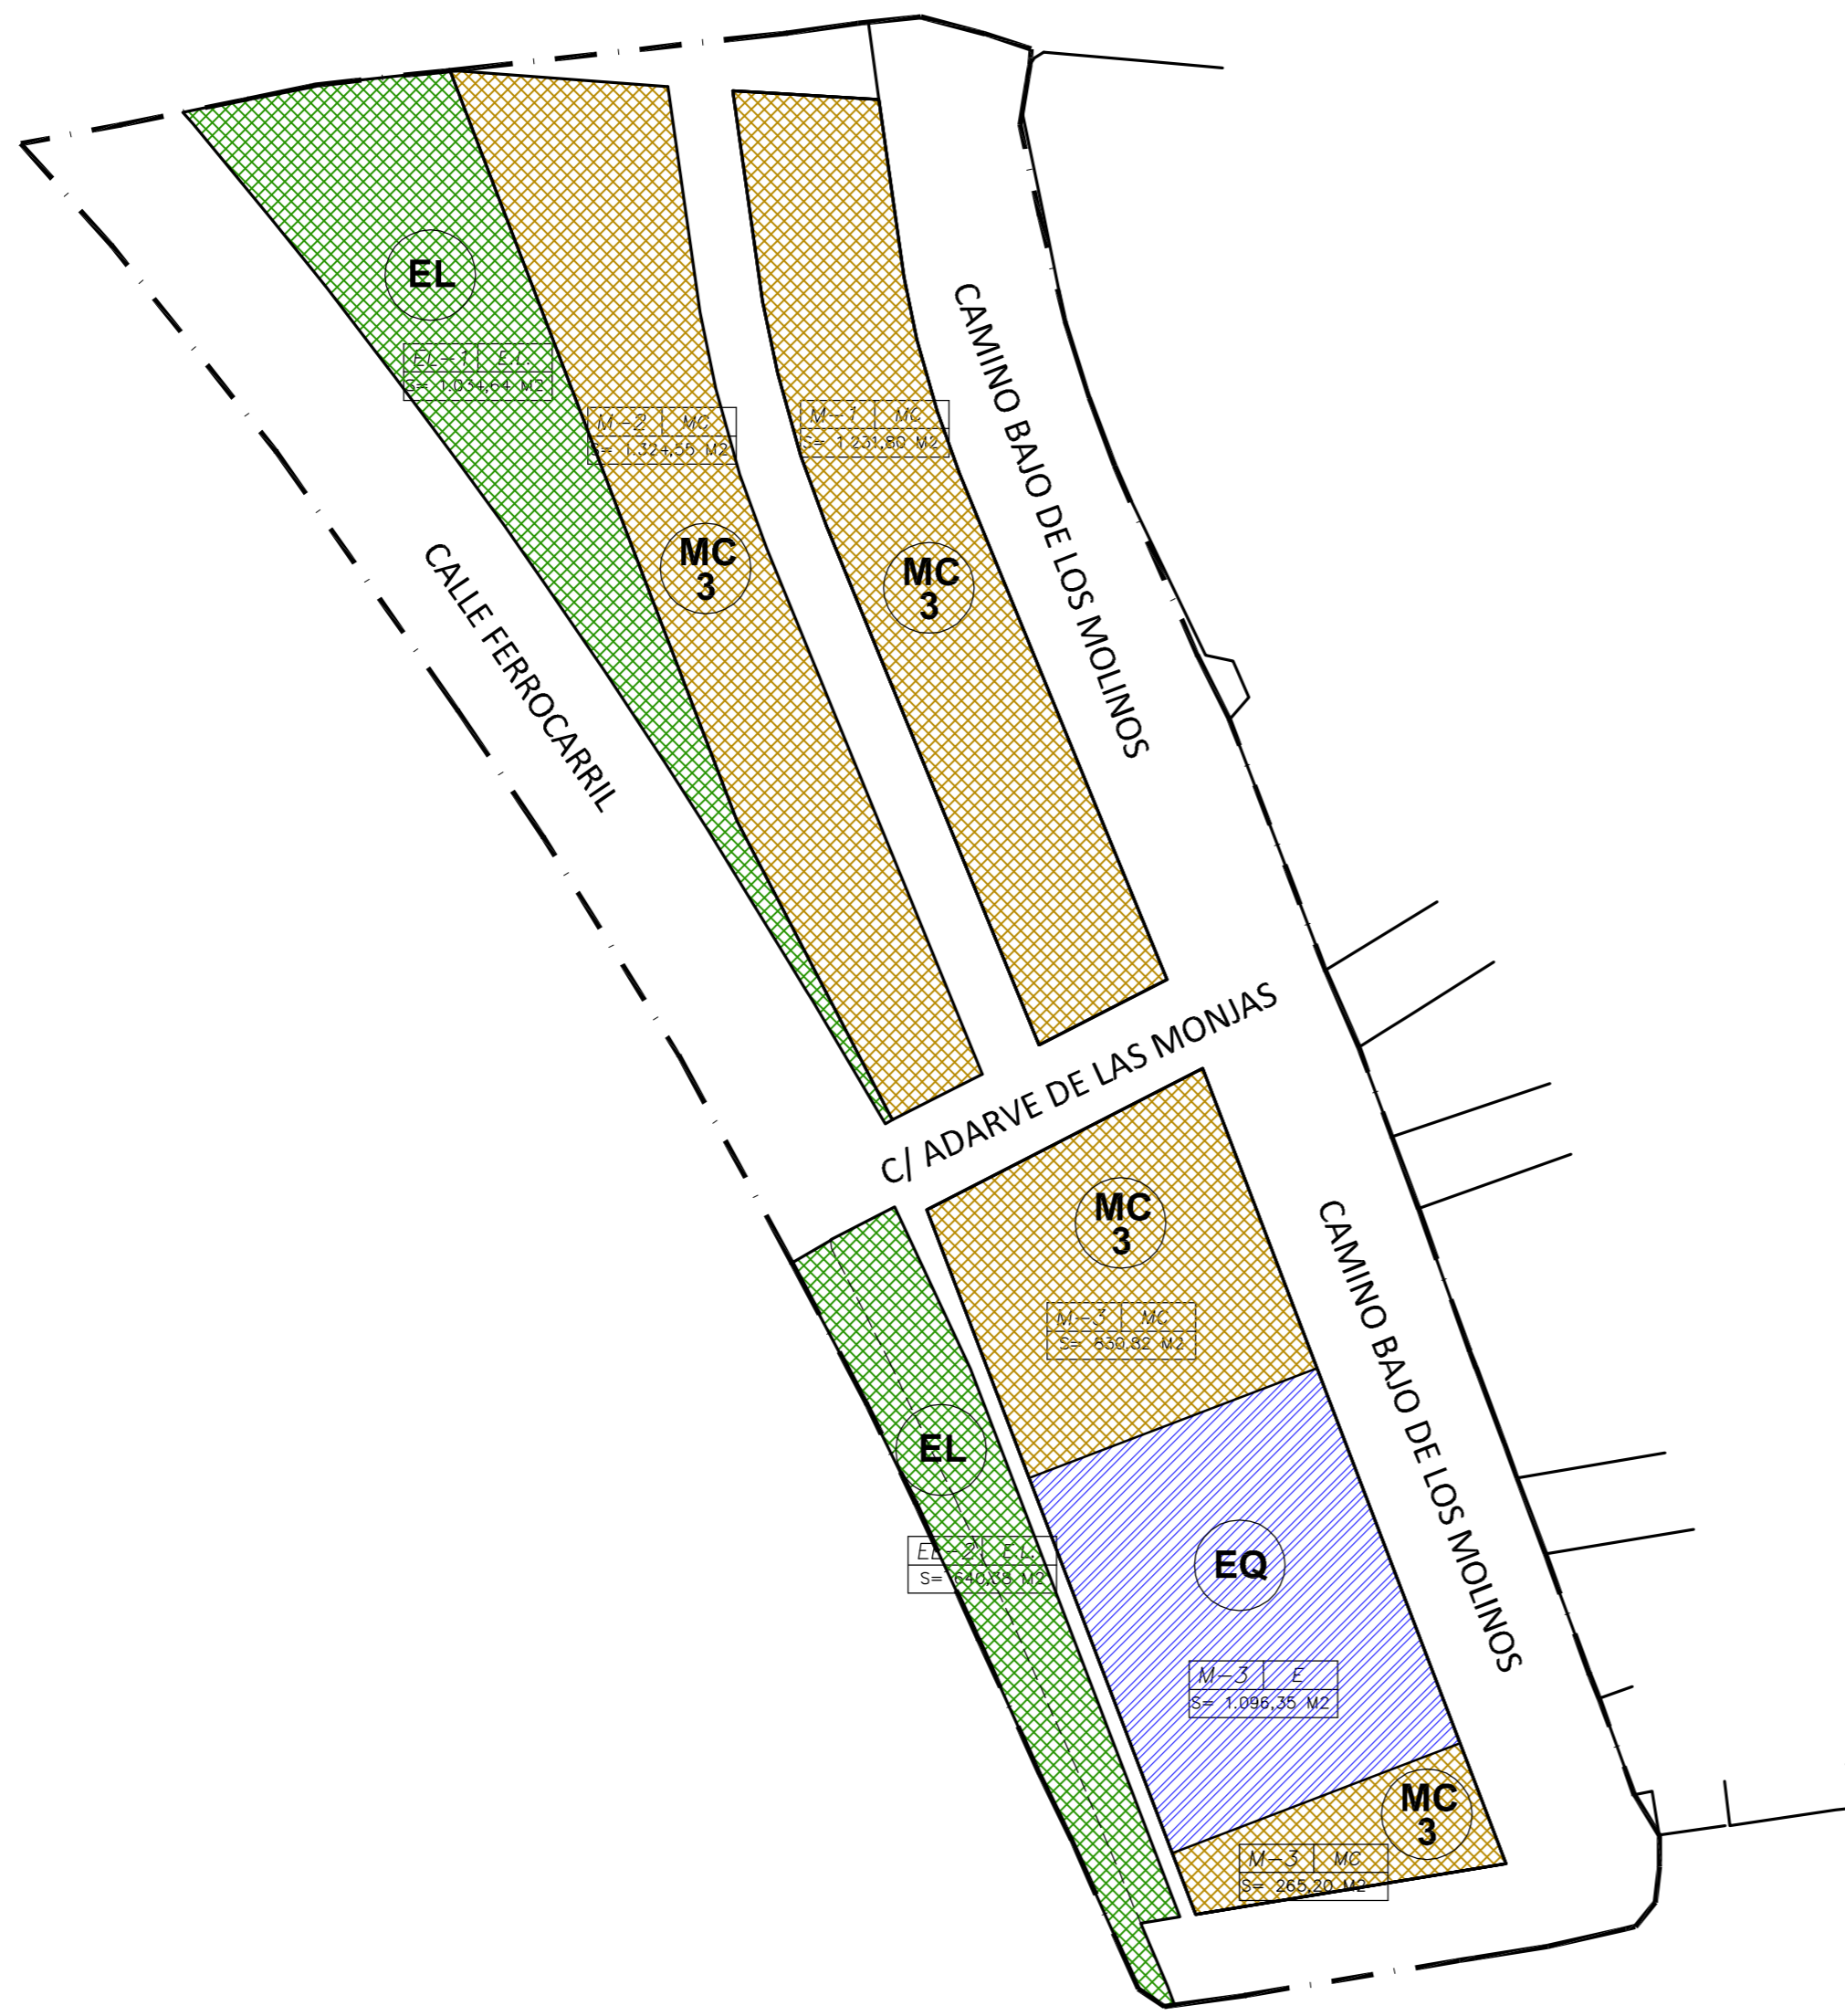 EL
EL-1 E.L.
S= 1.034,64 M2
M-2 MC
S= 1.324,55 M2
M-1 MC
S= 1.231,80 M2
MC
3
MC
3
CAMINO BAJO DE LOS MOLINOS
CALLE FERROCARRIL
C/ ADARVE DE LAS MONJAS
MC
3
M-3 MC
S= 830,82 M2
CAMINO BAJO DE LOS MOLINOS
EL
EL-2 E.L.
S= 640,38 M2
EQ
M-3 E
S= 1.096,35 M2
MC
3
M-3 MC
S= 265,20 M2